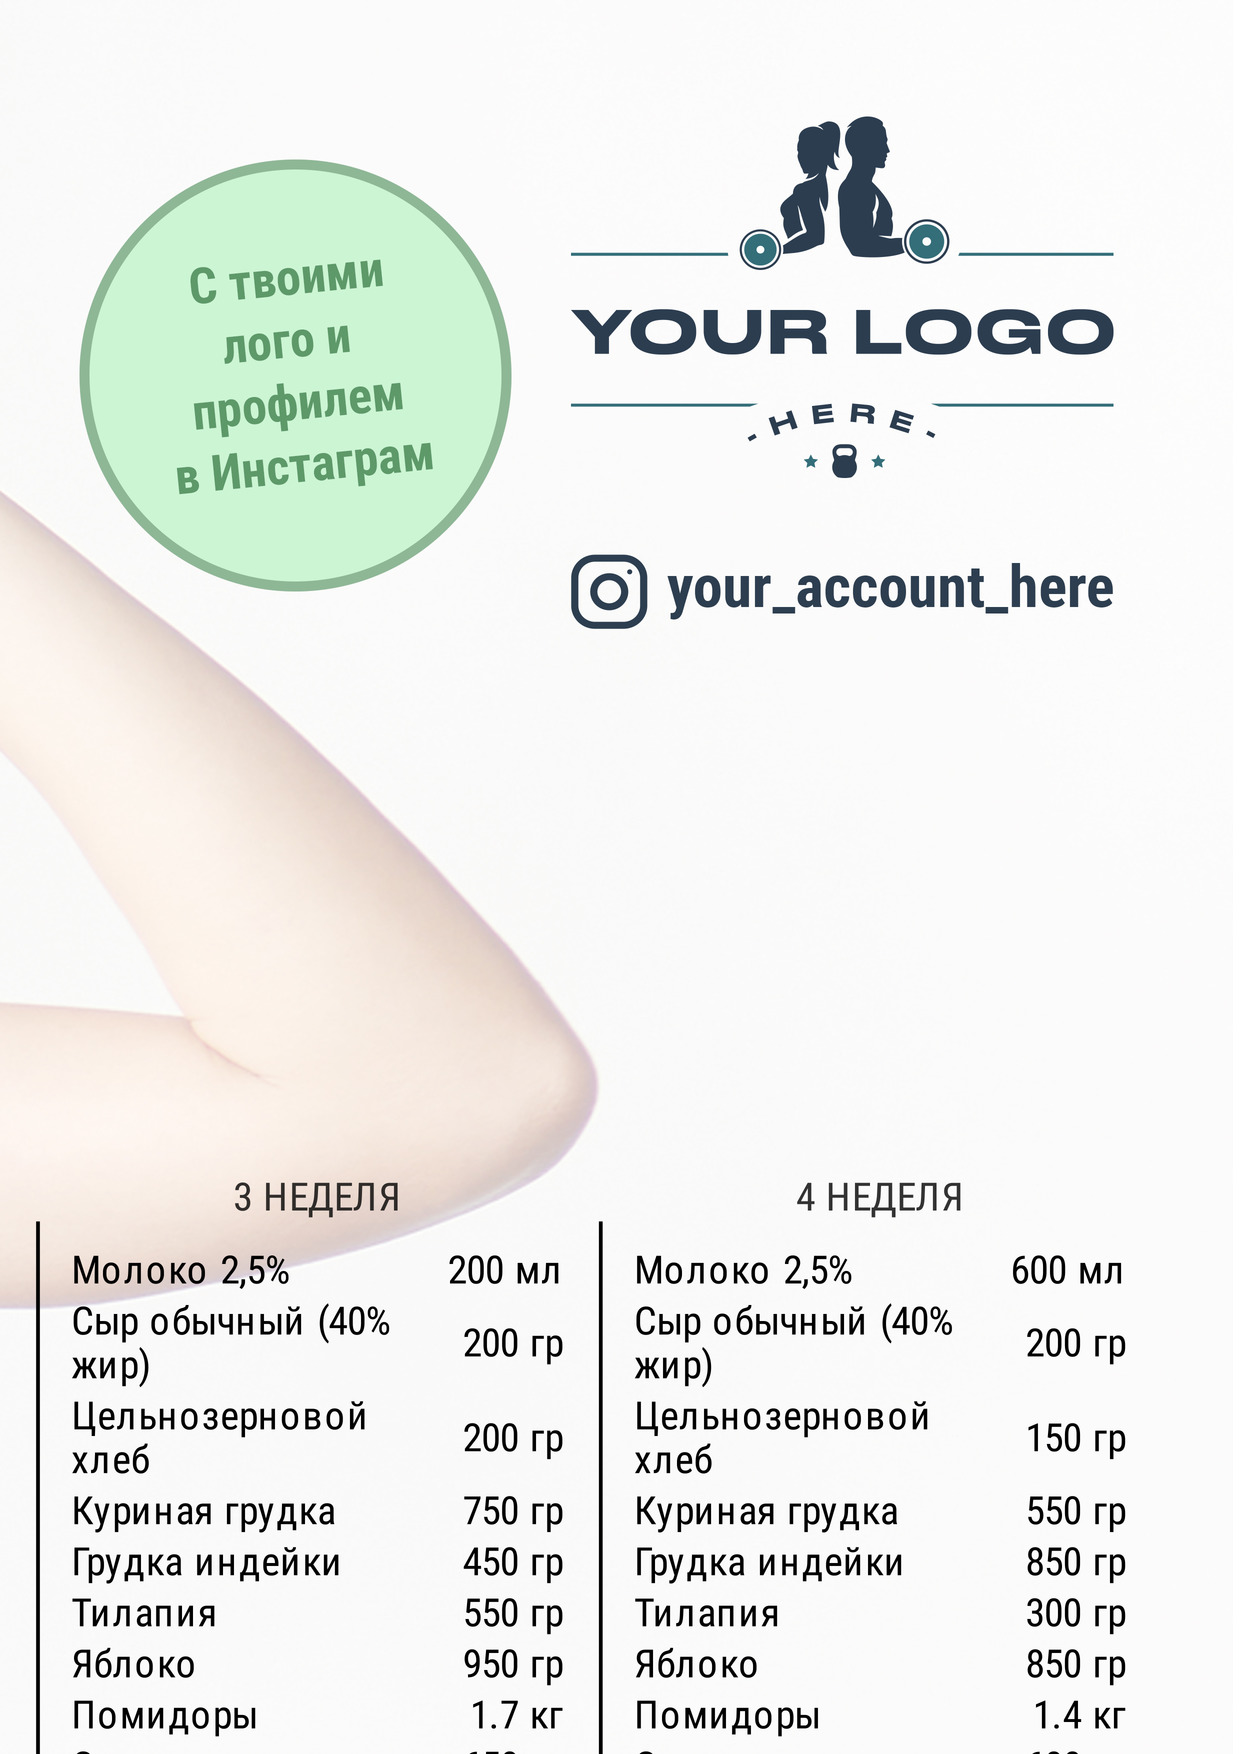 С твоими
лого и
профилем
в Инстаграм
YOUR LOGO
- HERE -
your_account_here
3 НЕДЕЛЯ
Молоко 2,5% 200 мл
Сыр обычный (40%
жир) 200 гр
Цельнозерновой
хлеб 200 гр
Куриная грудка 750 гр
Грудка индейки 450 гр
Тилапия 550 гр
Яблоко 950 гр
Помидоры 1.7 кг
4 НЕДЕЛЯ
Молоко 2,5% 600 мл
Сыр обычный (40%
жир) 200 гр
Цельнозерновой
хлеб 150 гр
Куриная грудка 550 гр
Грудка индейки 850 гр
Тилапия 300 гр
Яблоко 850 гр
Помидоры 1.4 кг